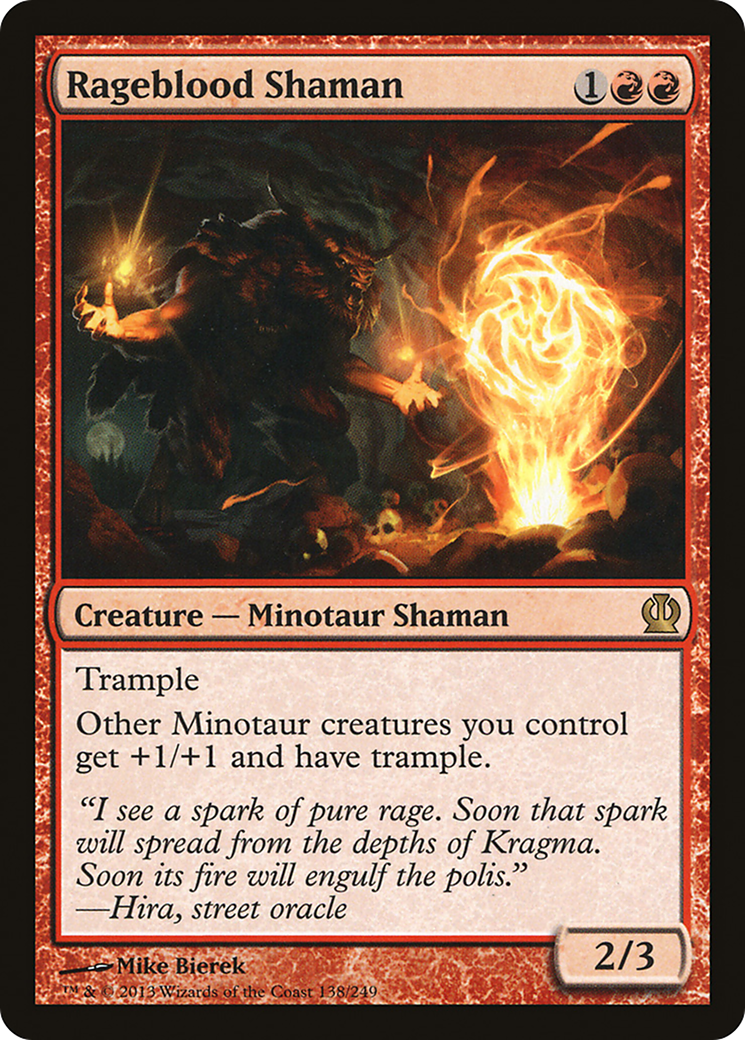 Rageblood Shaman 1
Creature — Minotaur Shaman
Trample
Other Minotaur creatures you control
get +1/+1 and have trample.
“I see a spark of pure rage. Soon that spark
will spread from the depths of Kragma.
Soon its fire will engulf the polis.”
—Hira, street oracle
2/3
Mike Bierek
™ & © 2013 Wizards of the Coast 138/249